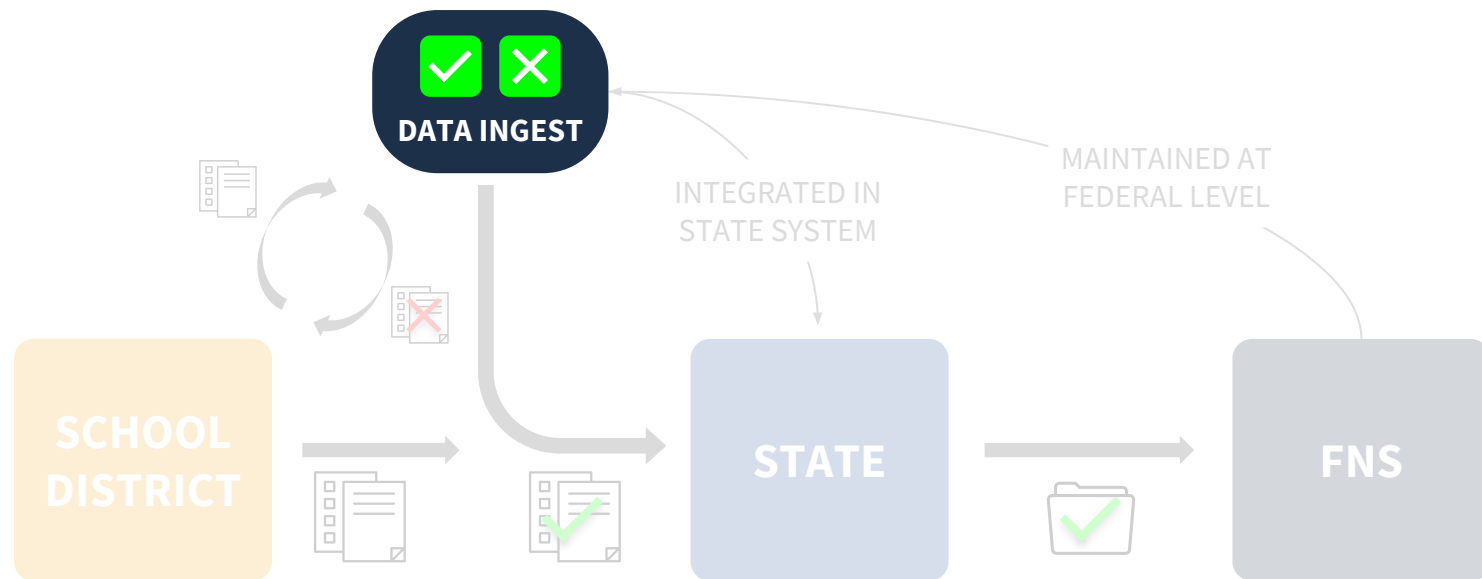 DATA INGEST
MAINTAINED AT
FEDERAL LEVEL
INTEGRATED IN
STATE SYSTEM
SCHOOL
DISTRICT
STATE
FNS